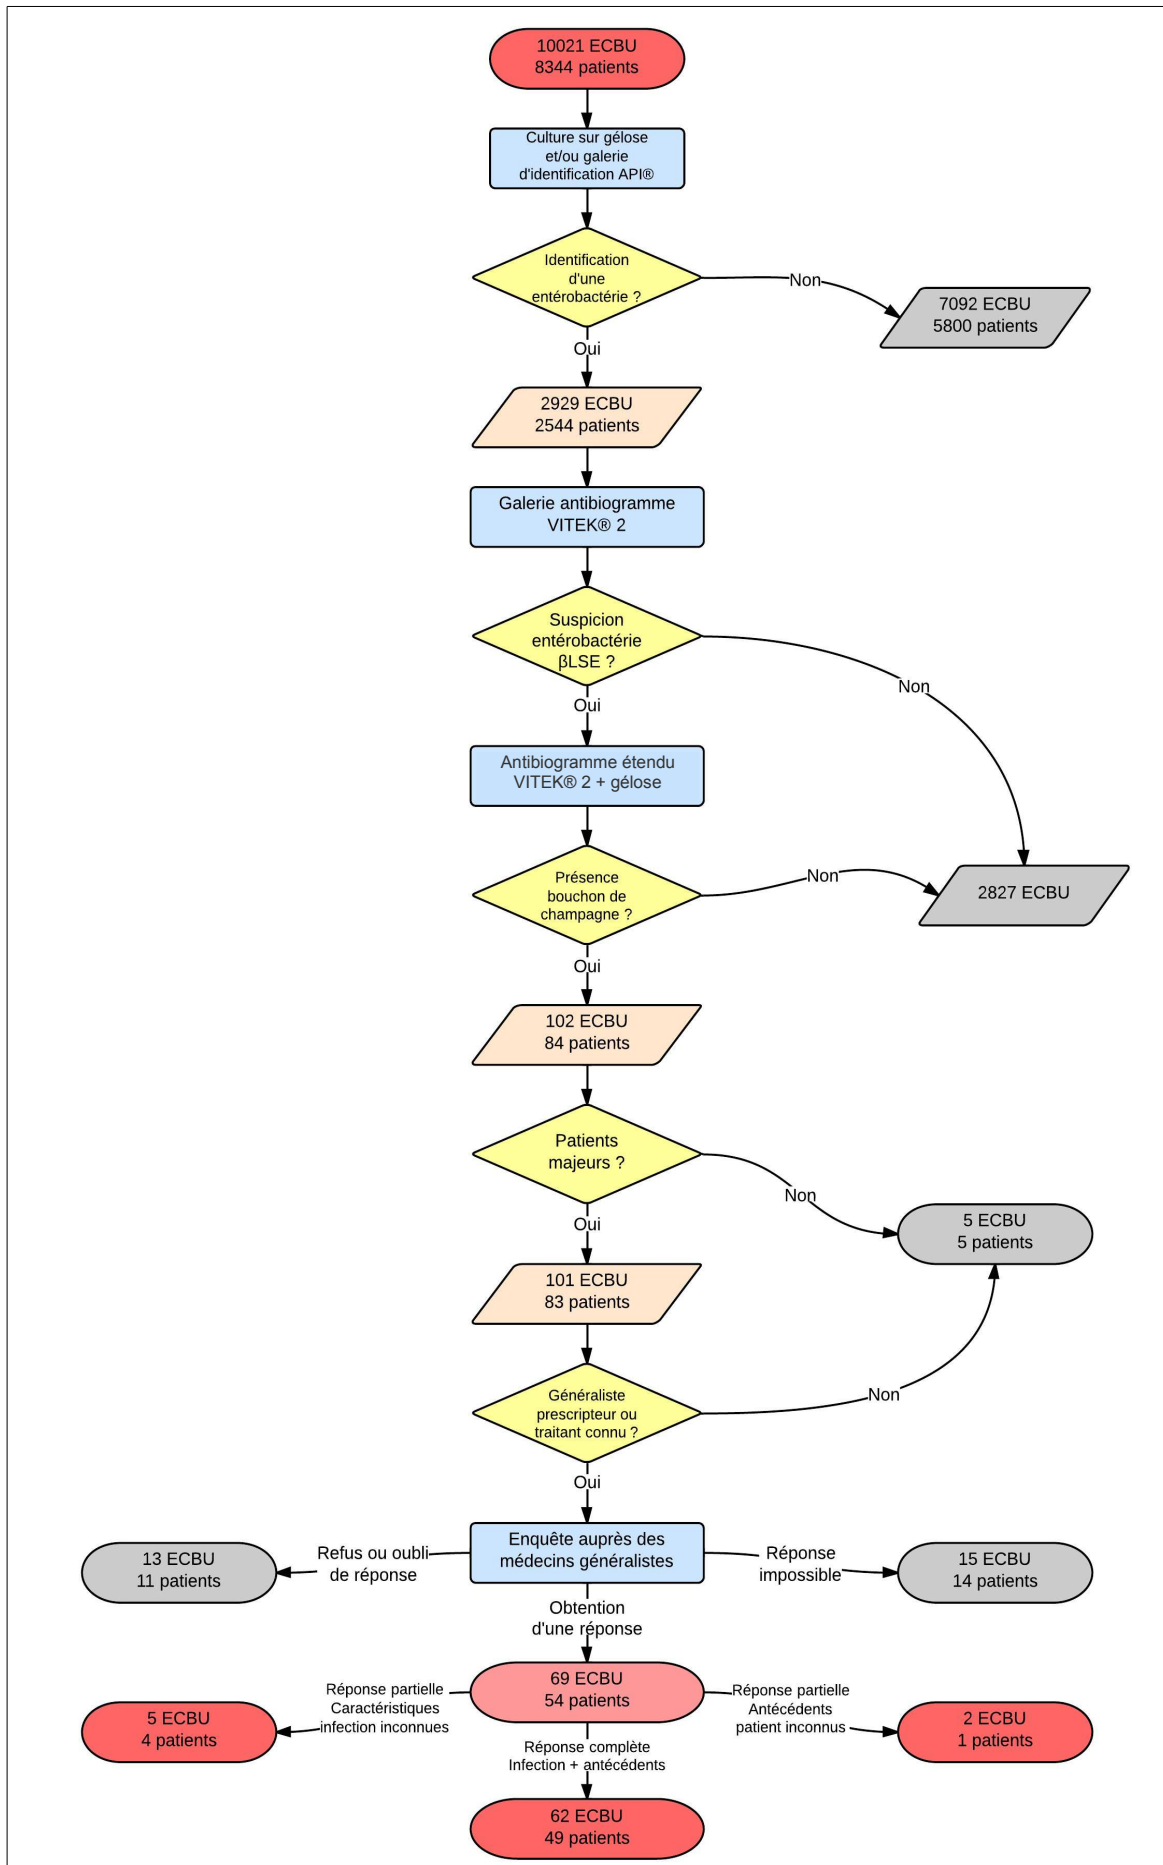 10021 ECBU
8344 patients
Culture sur gélose
et/ou galerie
d'identification API®
Identification
d'une
entérobactérie ?
Non
7092 ECBU
5800 patients
Oui
2929 ECBU
2544 patients
Galerie antibiogramme
VITEK® 2
Suspicion
entérobactérie
βLSE ?
Non
Oui
Antibiogramme étendu
VITEK® 2 + gélose
Présence
bouchon de
champagne ?
Non
2827 ECBU
Oui
102 ECBU
84 patients
Patients
majeurs ?
Non
5 ECBU
5 patients
Oui
101 ECBU
83 patients
Généraliste
prescripteur ou
traitant connu ?
Non
Oui
Enquête auprès des
médecins généralistes
Refus ou oubli
de réponse
13 ECBU
11 patients
Réponse
impossible
15 ECBU
14 patients
Obtention
d'une réponse
69 ECBU
54 patients
Réponse partielle
Caractéristiques
infection inconnues
5 ECBU
4 patients
Réponse partielle
Antécédents
patient inconnus
2 ECBU
1 patients
Réponse complète
Infection + antécédents
62 ECBU
49 patients